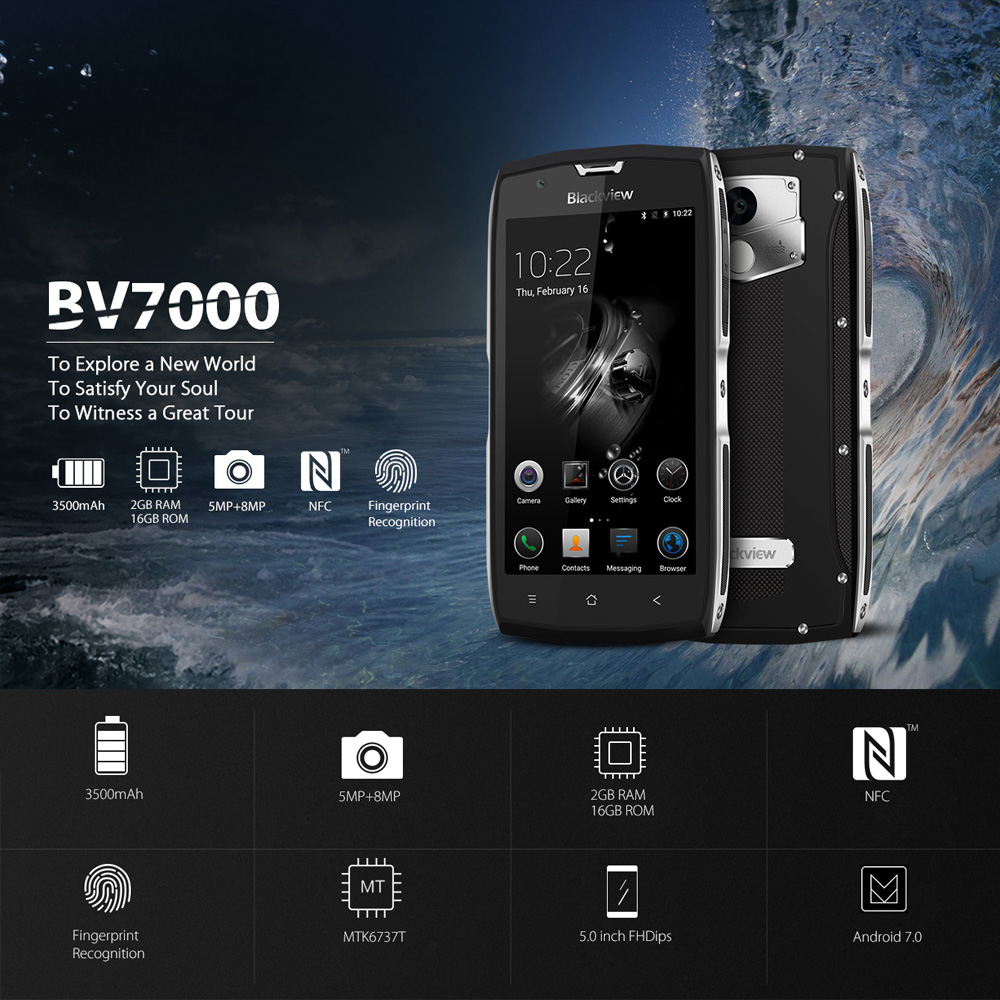 BV7000
To Explore a New World
To Satisfy Your Soul
To Witness a Great Tour
3500mAh
2GB RAM
16GB ROM
5MP+8MP
NFC
TM
Fingerprint
Recognition
Blackview
10:22
10:22
Thu, February 16
Camera
Gallery
Settings
Clock
Phone
Contacts
Messaging
Browser
ckview
3500mAh
5MP+8MP
2GB RAM
16GB ROM
TM
NFC
Fingerprint
Recognition
MT
MTK6737T
5.0 inch FHDips
Android 7.0